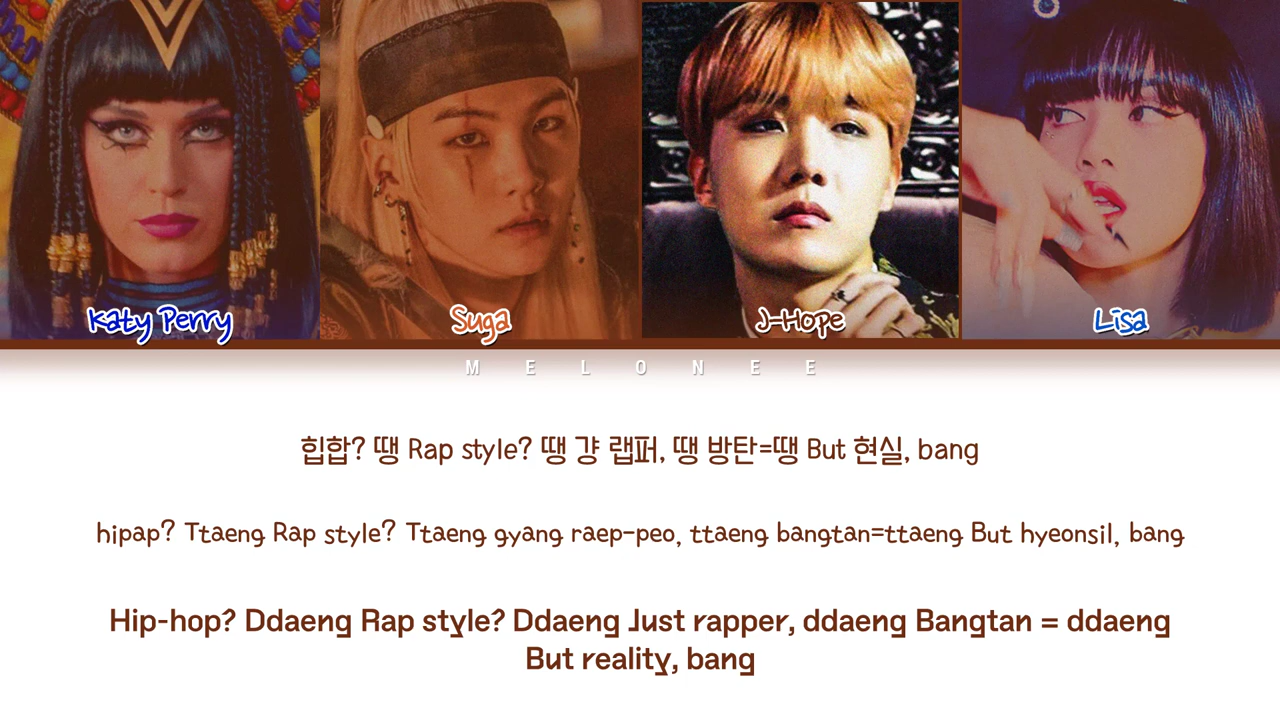 Katy Perry
Suga
J-Hope
Lisa
MELONEE
힙합? 땡 Rap style? 땡 걍 랩퍼, 땡 방탄=땡 But 현실, bang
hipap? Ttaeng Rap style? Ttaeng gyang raep-peo, ttaeng bangtan=ttaeng But hyeonsil, bang
Hip-hop? Ddaeng Rap style? Ddaeng Just rapper, ddaeng Bangtan = ddaeng
But reality, bang